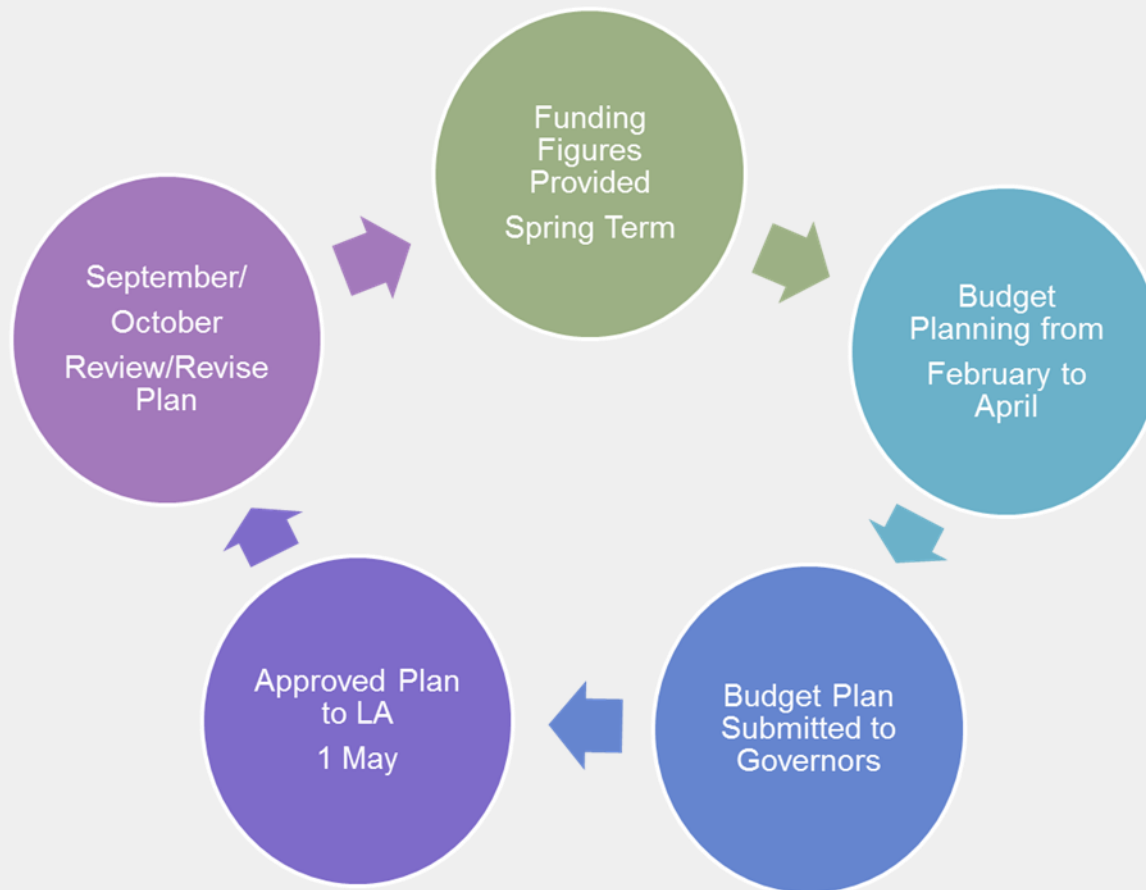 Funding
Figures
Provided
Spring Term
Budget
Planning from
February to
April
Budget Plan
Submitted to
Governors
Approved Plan
to LA
1 May
September/
October
Review/Revise
Plan